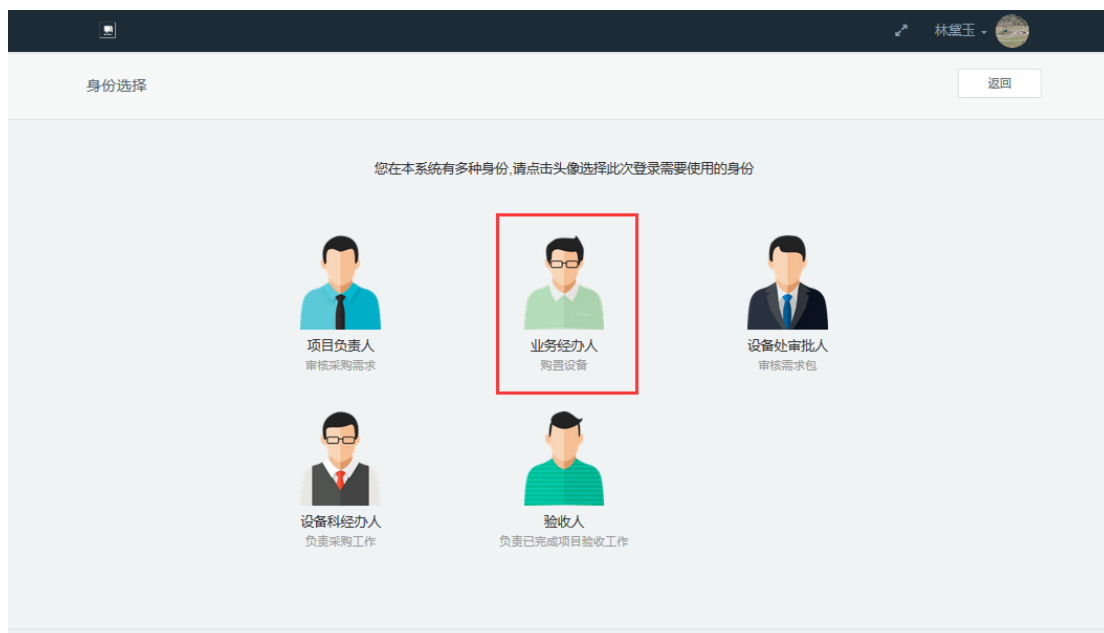 林黛玉
身份选择
返回
您在本系统有多种身份,请点击头像选择此次登录需要使用的身份
项目负责人
审核采购需求
业务经办人
购置设备
设备处审批人
审核需求包
设备科经办人
负责采购工作
验收人
负责已完成项目验收工作